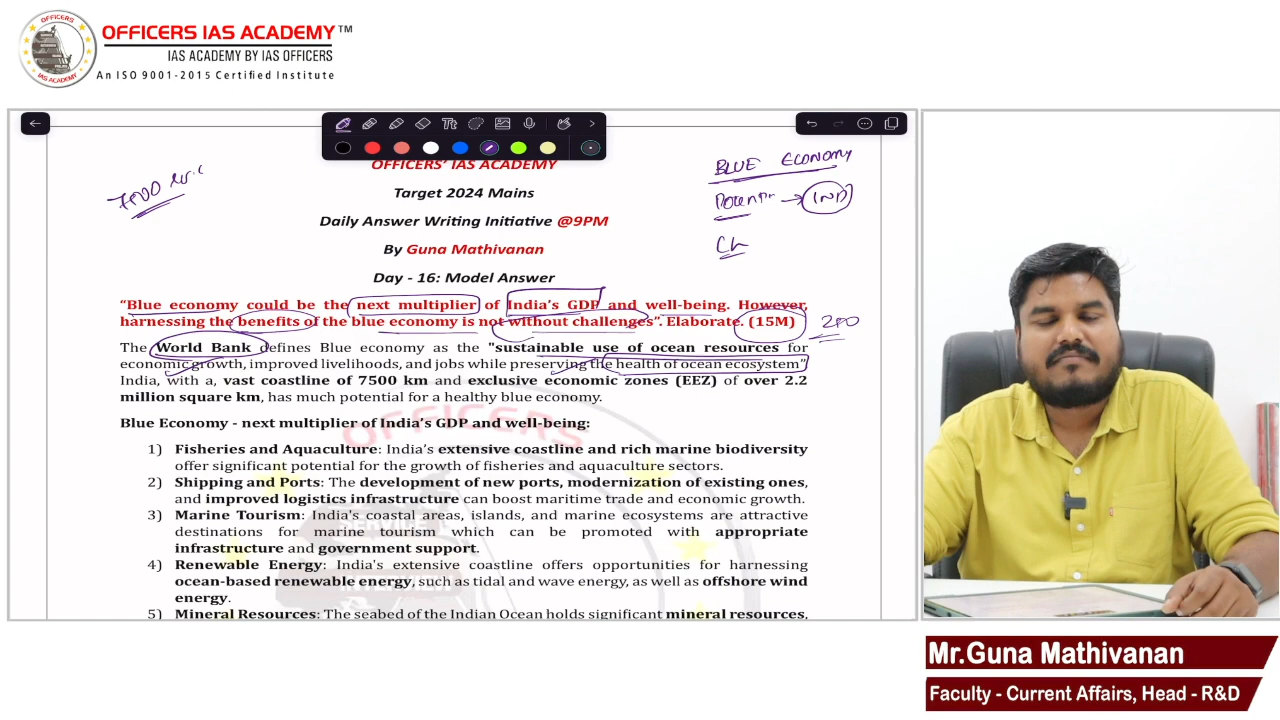 OFFICERS
IAS ACADEMY
OFFICERS IAS ACADEMY™
IAS ACADEMY BY IAS OFFICERS
An ISO 9001-2015 Certified Institute
Tt
OFFICERS' IAS ACADEMY
Target 2024 Mains
Daily Answer Writing Initiative @9PM
By Guna Mathivanan
Day - 16: Model Answer
7500
BLUE ECONOMY
IND
Ch
“Blue economy could be the next multiplier of India’s GDP and well-being. However,
harnessing the benefits of the blue economy is not without challenges”. Elaborate. (15M)
250
The World Bank defines Blue economy as the "sustainable use of ocean resources for
economic growth, improved livelihoods, and jobs while preserving the health of ocean ecosystem”
India, with a, vast coastline of 7500 km and exclusive economic zones (EEZ) of over 2.2
million square km, has much potential for a healthy blue economy.
Blue Economy - next multiplier of India’s GDP and well-being:
1) Fisheries and Aquaculture: India’s extensive coastline and rich marine biodiversity
offer significant potential for the growth of fisheries and aquaculture sectors.
2) Shipping and Ports: The development of new ports, modernization of existing ones,
and improved logistics infrastructure can boost maritime trade and economic growth.
3) Marine Tourism: India's coastal areas, islands, and marine ecosystems are attractive
destinations for marine tourism which can be promoted with appropriate
infrastructure and government support.
4) Renewable Energy: India's extensive coastline offers opportunities for harnessing
ocean-based renewable energy, such as tidal and wave energy, as well as offshore wind
energy.
5) Mineral Resources: The seabed of the Indian Ocean holds significant mineral resources,
OFFICERS
Mr.Guna Mathivanan
Faculty - Current Affairs, Head - R&D